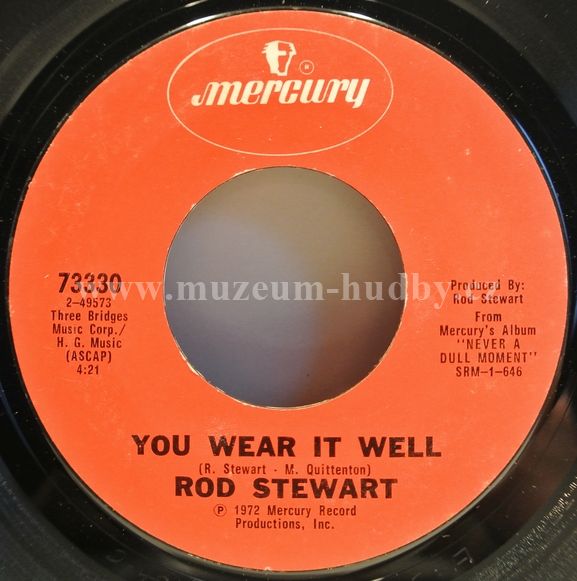 ®
mercury
73330
2-49573
Three Bridges
Music Corp./
H. G. Music
(ASCAP)
4:21
Produced By:
Rod Stewart
From
Mercury's Album
"NEVER A
DULL MOMENT"
SRM-1-646
www.muzeum-hudby.cz
YOU WEAR IT WELL
(R. Stewart - M. Quittenton)
ROD STEWART
℗ 1972 Mercury Record
Productions, Inc.